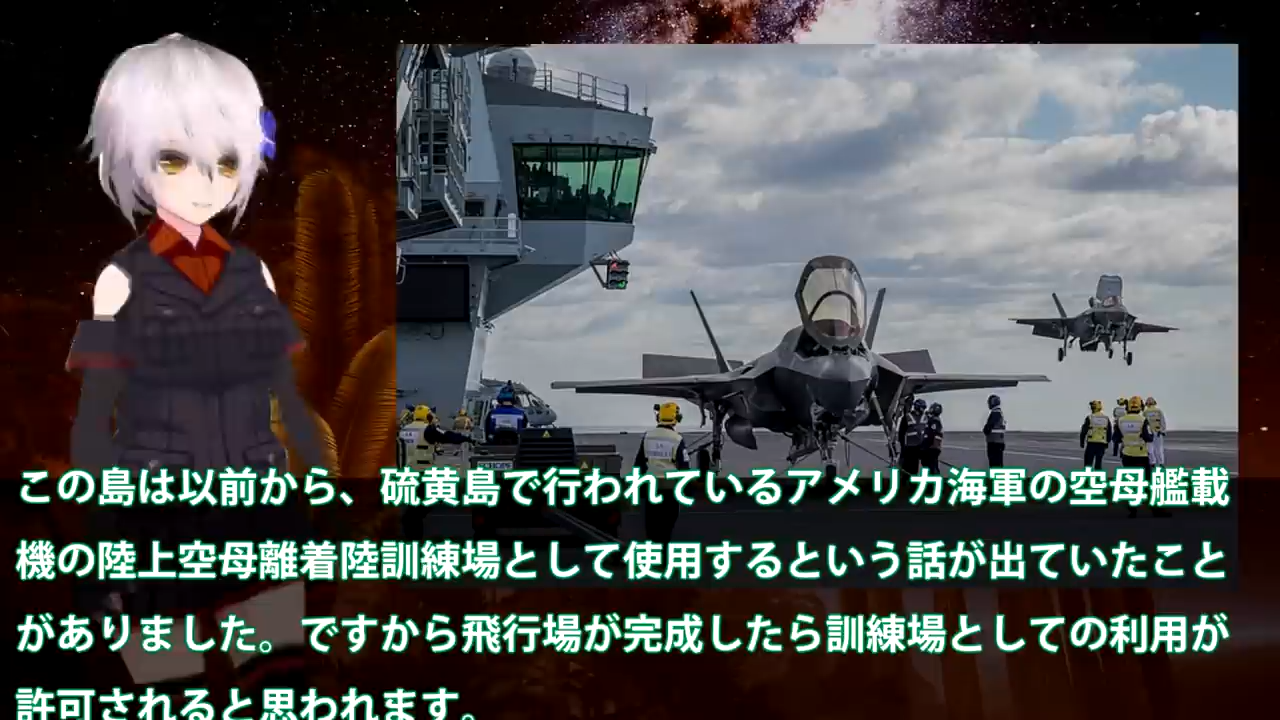 この島は以前から、硫黄島で行われているアメリカ海軍の空母艦載
機の陸上空母離着陸訓練場として使用するという話が出ていたこと
がありました。ですから飛行場が完成したら訓練場としての利用が
許可されると思われます。